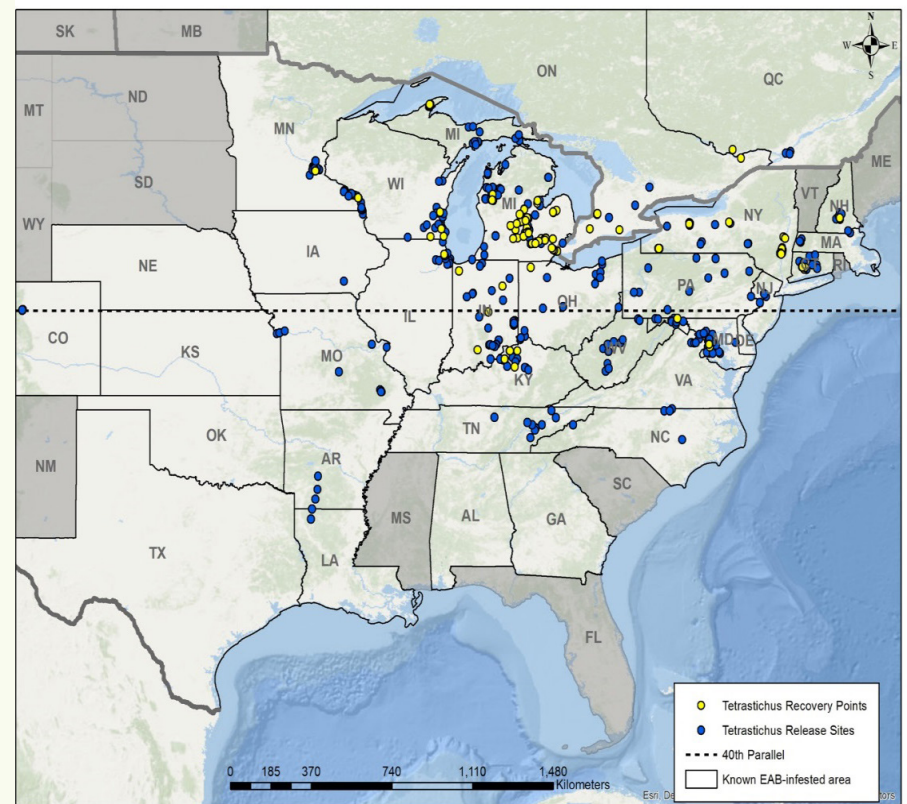 N
W E
S
SK MB
ON
QC
MT ND
MN
MI
ME
SD
WI
MI
VT
NH
NY
WY
MA
IA
RI
NE
PA
NJ
OH
IL
IN
CO
MD DE
WV
KS
MO
VA
KY
TN
NC
OK
AR
NM
SC
MS AL GA
TX
LA
FL
Tetrastichus Recovery Points
Tetrastichus Release Sites
40th Parallel
Known EAB-infested area
0 185 370 740 1,110 1,480
Kilometers
Esri,